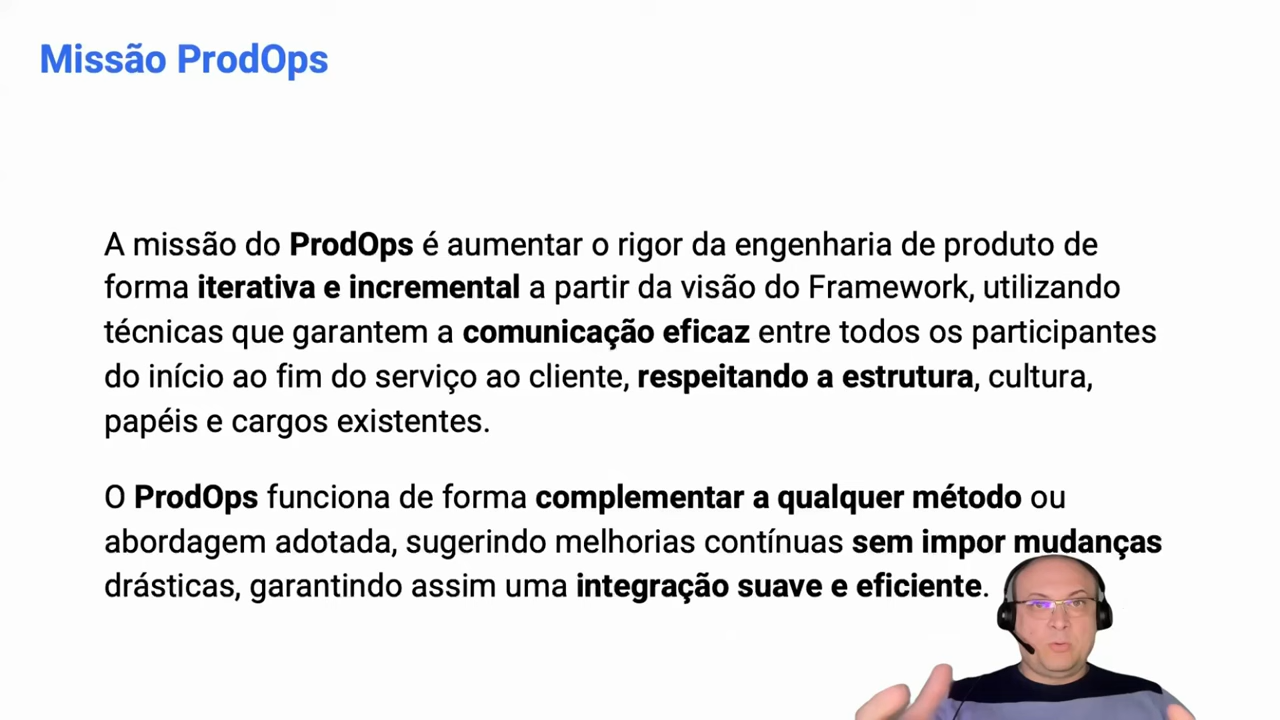 Missão ProdOps
A missão do ProdOps é aumentar o rigor da engenharia de produto de
forma iterativa e incremental a partir da visão do Framework, utilizando
técnicas que garantem a comunicação eficaz entre todos os participantes
do início ao fim do serviço ao cliente, respeitando a estrutura, cultura,
papéis e cargos existentes.
O ProdOps funciona de forma complementar a qualquer método ou
abordagem adotada, sugerindo melhorias contínuas sem impor mudanças
drásticas, garantindo assim uma integração suave e eficiente.